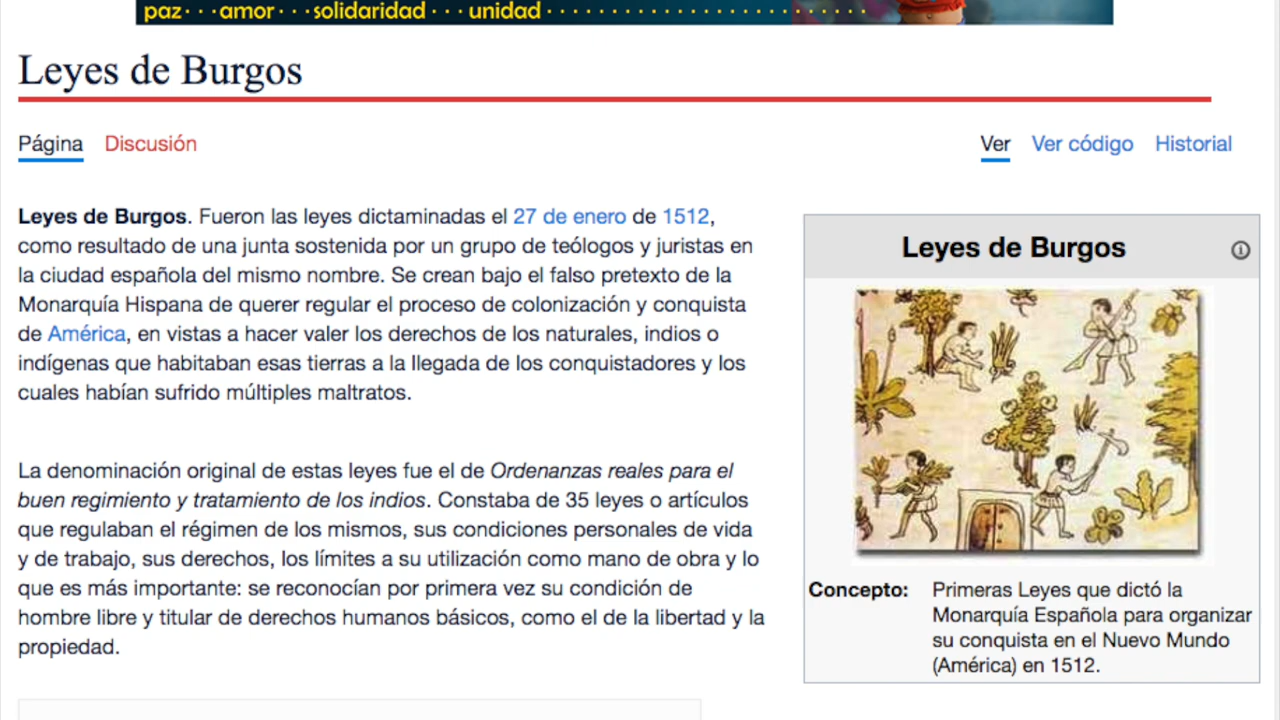 paz···amor···solidaridad···unidad
Leyes de Burgos
Página Discusión
Ver Ver código Historial
Leyes de Burgos. Fueron las leyes dictaminadas el 27 de enero de 1512,
como resultado de una junta sostenida por un grupo de teólogos y juristas en
la ciudad española del mismo nombre. Se crean bajo el falso pretexto de la
Monarquía Hispana de querer regular el proceso de colonización y conquista
de América, en vistas a hacer valer los derechos de los naturales, indios o
indígenas que habitaban esas tierras a la llegada de los conquistadores y los
cuales habían sufrido múltiples maltratos.
La denominación original de estas leyes fue el de Ordenanzas reales para el
buen regimiento y tratamiento de los indios. Constaba de 35 leyes o artículos
que regulaban el régimen de los mismos, sus condiciones personales de vida
y de trabajo, sus derechos, los límites a su utilización como mano de obra y lo
que es más importante: se reconocían por primera vez su condición de
hombre libre y titular de derechos humanos básicos, como el de la libertad y la
propiedad.
Leyes de Burgos
Concepto: Primeras Leyes que dictó la
Monarquía Española para organizar
su conquista en el Nuevo Mundo
(América) en 1512.